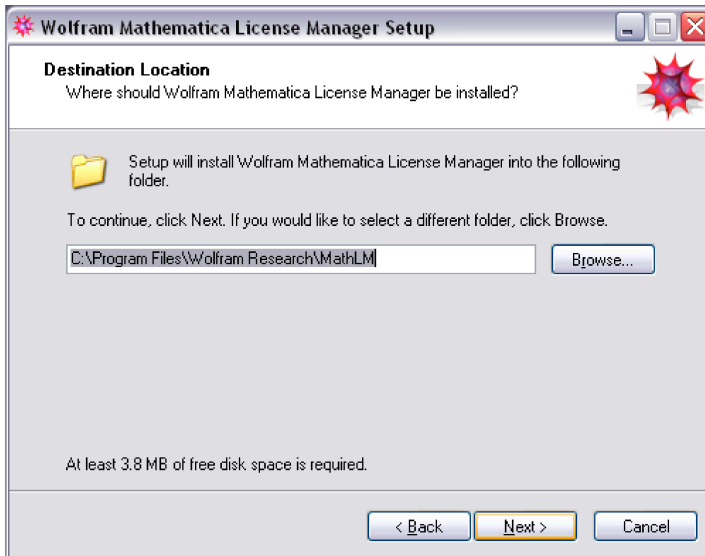 Wolfram Mathematica License Manager Setup
Destination Location
Where should Wolfram Mathematica License Manager be installed?
Setup will install Wolfram Mathematica License Manager into the following
folder.
To continue, click Next. If you would like to select a different folder, click Browse.
C:\Program Files\Wolfram Research\MathLM
Browse...
At least 3.8 MB of free disk space is required.
< Back
Next >
Cancel